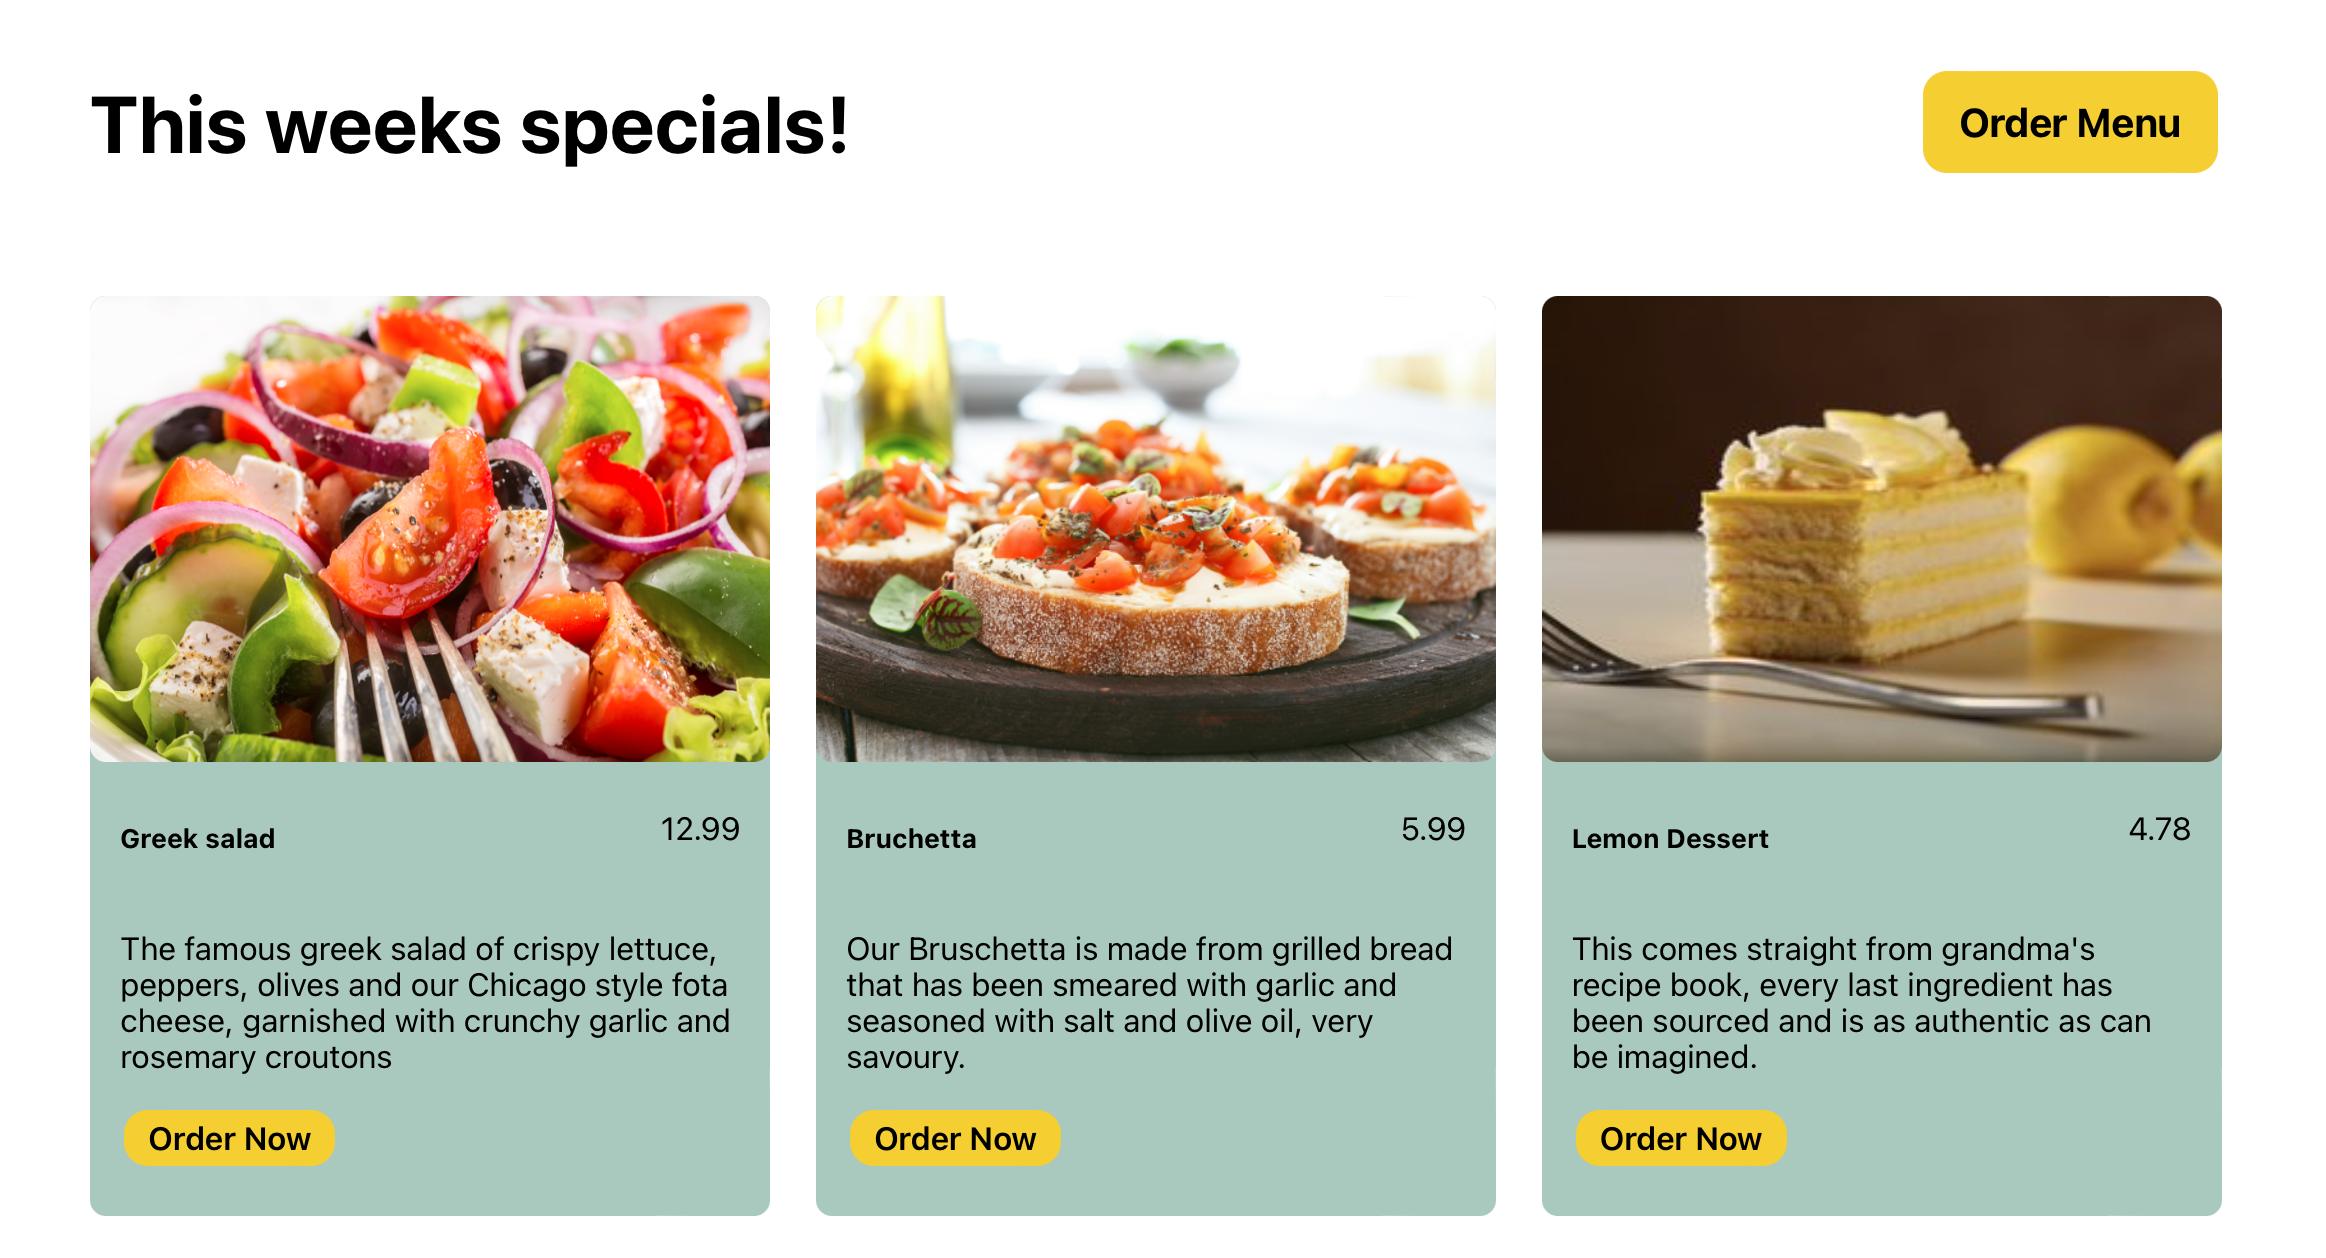 This weeks specials!
Order Menu
Greek salad
12.99
The famous greek salad of crispy lettuce,
peppers, olives and our Chicago style fota
cheese, garnished with crunchy garlic and
rosemary croutons
Order Now
Bruchetta
5.99
Our Bruschetta is made from grilled bread
that has been smeared with garlic and
seasoned with salt and olive oil, very
savoury.
Order Now
Lemon Dessert
4.78
This comes straight from grandma's
recipe book, every last ingredient has
been sourced and is as authentic as can
be imagined.
Order Now